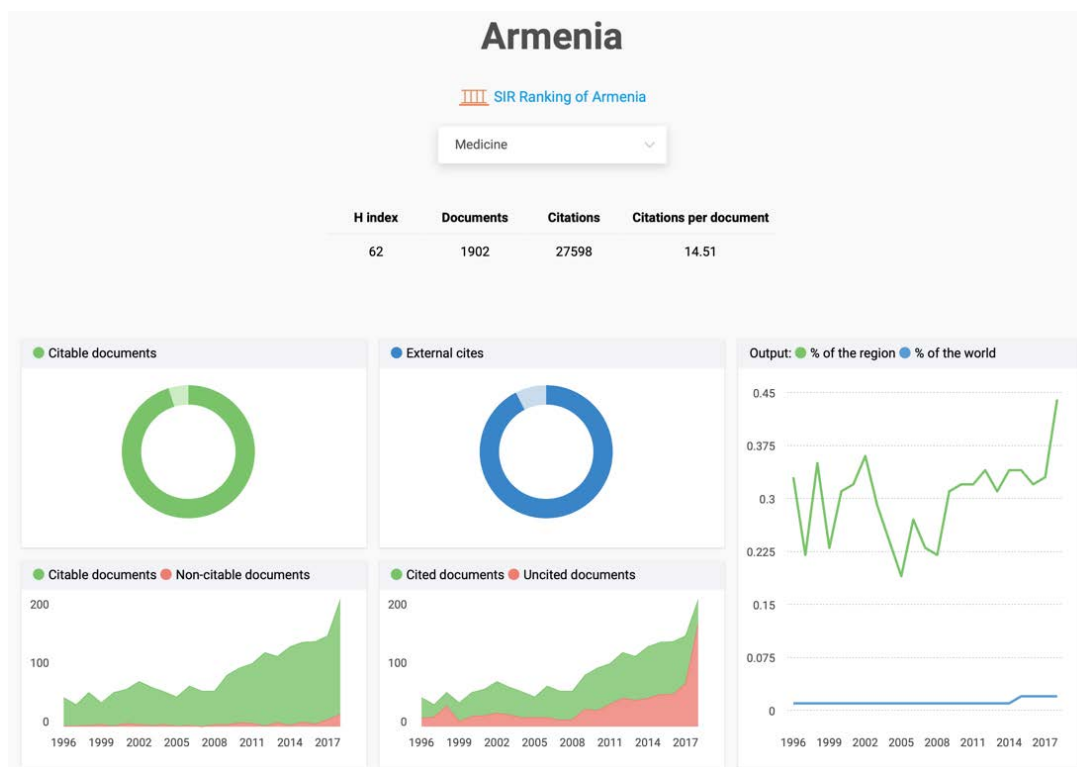 Armenia
SIR Ranking of Armenia
Medicine
H index Documents Citations Citations per document
62 1902 27598 14.51
Citable documents
External cites
Output: % of the region % of the world
0.45
0.375
0.3
0.225
0.15
0.075
0
1996 1999 2002 2005 2008 2011 2014 2017
Citable documents Non-citable documents
200
100
0
1996 1999 2002 2005 2008 2011 2014 2017
Cited documents Uncited documents
200
100
0
1996 1999 2002 2005 2008 2011 2014 2017